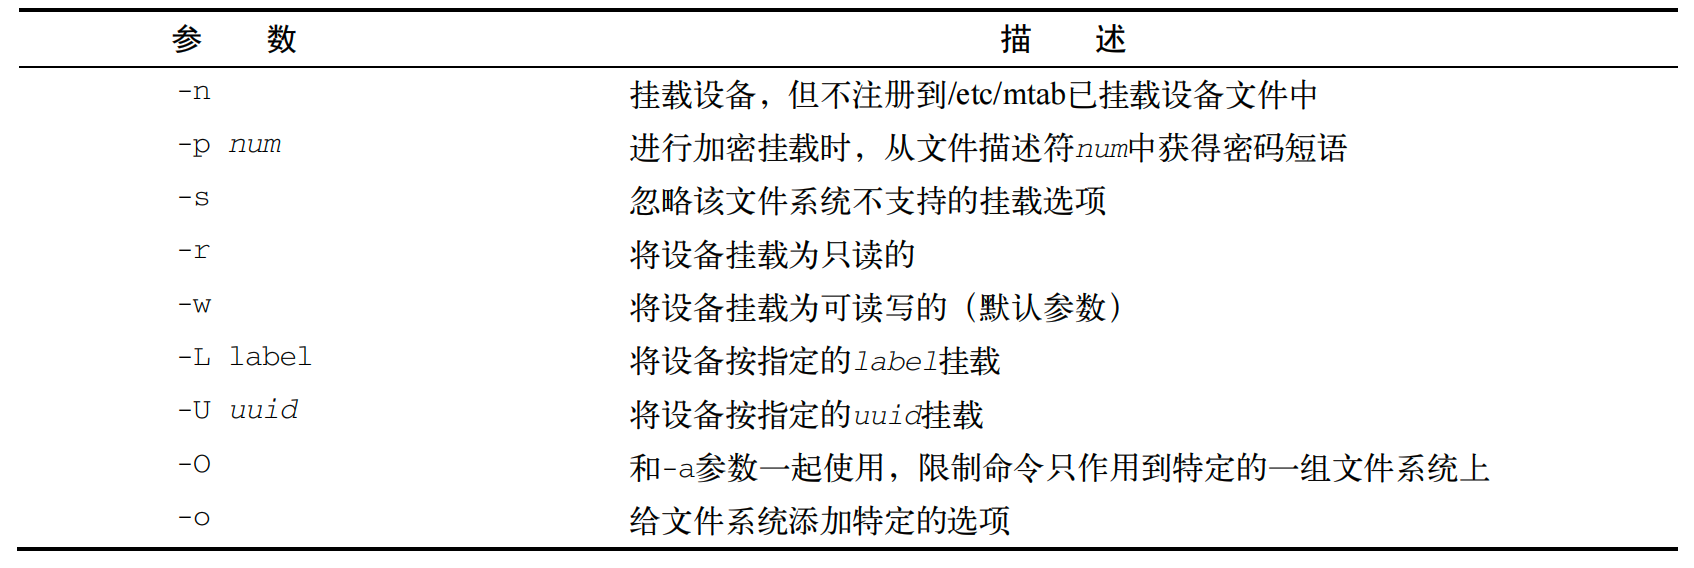 参 数 描 述
-n 挂载设备，但不注册到/etc/mtab已挂载设备文件中
-p num 进行加密挂载时，从文件描述符num中获得密码短语
-s 忽略该文件系统不支持的挂载选项
-r 将设备挂载为只读的
-w 将设备挂载为可读写的（默认参数）
-L label 将设备按指定的label挂载
-U uuid 将设备按指定的uuid挂载
-O 和-a参数一起使用，限制命令只作用到特定的一组文件系统上
-o 给文件系统添加特定的选项